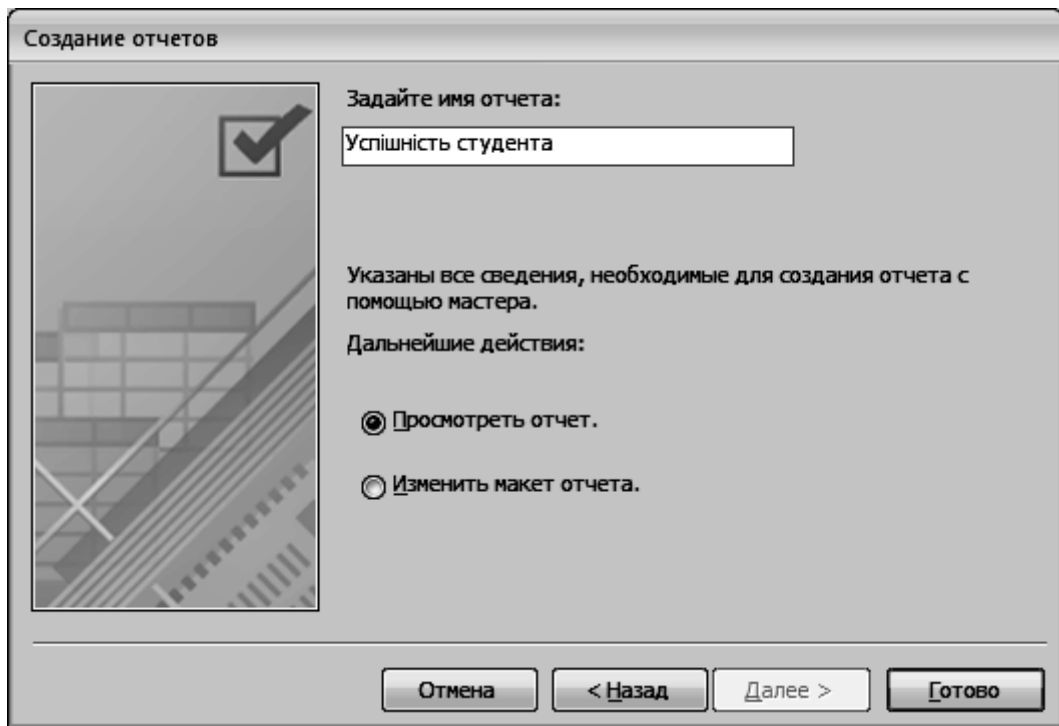 Создание отчетов
Задайте имя отчета:
Успішність студента
Указаны все сведения, необходимые для создания отчета с
помощью мастера.
Дальнейшие действия:
Просмотреть отчет.
Изменить макет отчета.
Отмена
< Назад
Далее >
Готово